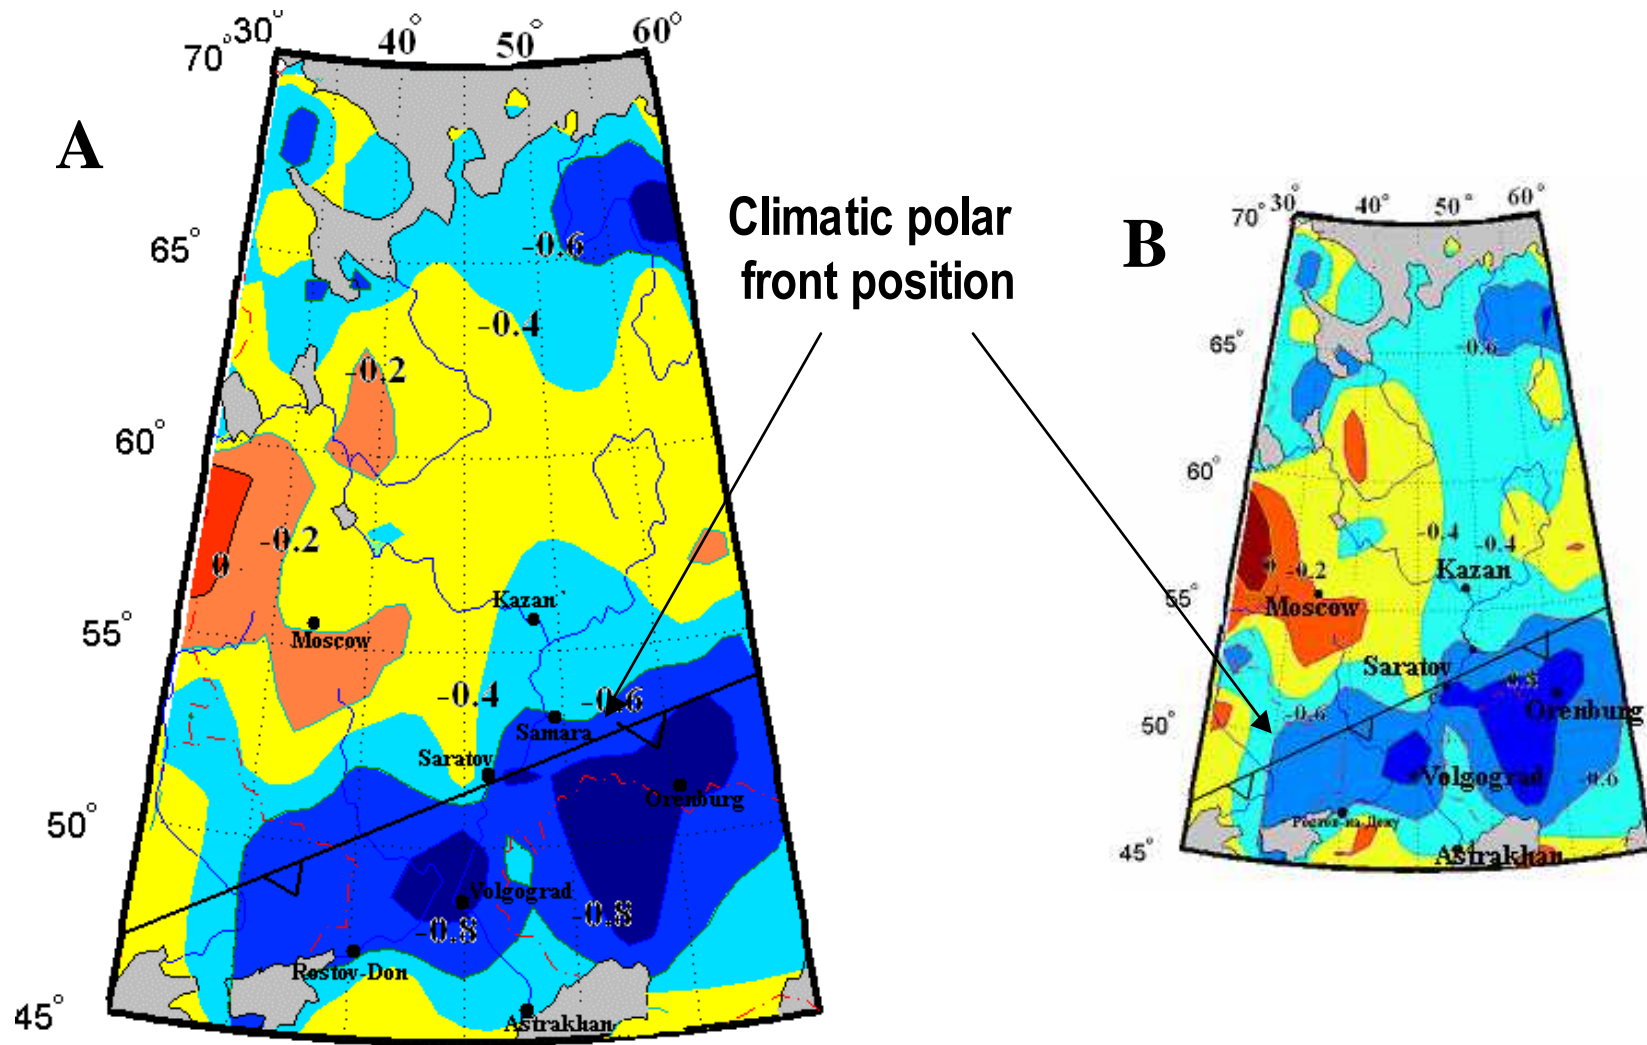 A
70° 30° 40° 50° 60°
65°
60°
55°
50°
45°
-0.6
-0.4
-0.2
-0.2
0
Kazan
Moscow
-0.4
-0.6
Samara
Saratov
Orenburg
Volgograd
-0.8
-0.8
Rostov-Don
Astrakhan
Climatic polar
front position
B
70° 30° 40° 50° 60°
65°
60°
55°
50°
45°
-0.6
-0.4
-0.4
0
-0.2
Kazan
Moscow
Saratov
-0.8
Orenburg
-0.6
Volgograd
-0.6
Astrakhan